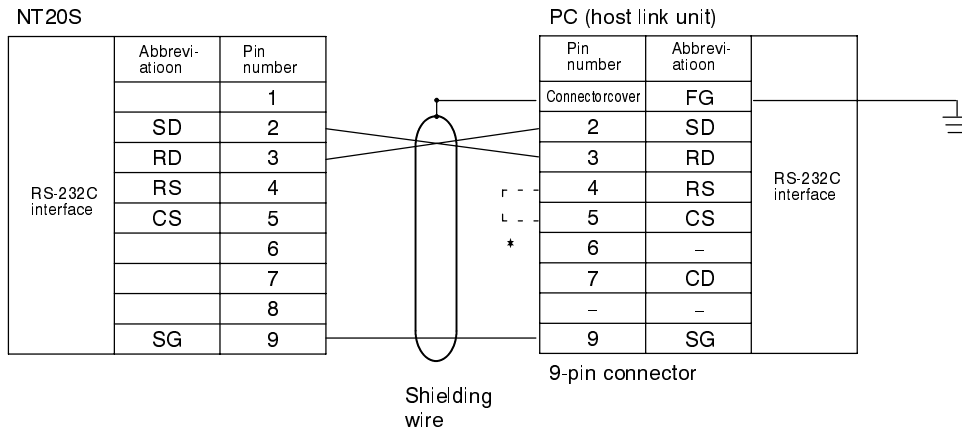 NT20S
PC (host link unit)
Abbrevi-
atioon
Pin
number
Pin
number
Abbrevi-
atioon
1
Connectorcover
FG
SD
2
2
SD
RD
3
3
RD
RS
4
4
RS
RS-232C
interface
RS-232C
interface
CS
5
5
CS
6
*
6
–
7
7
CD
8
–
–
SG
9
9
SG
9-pin connector
Shielding
wire